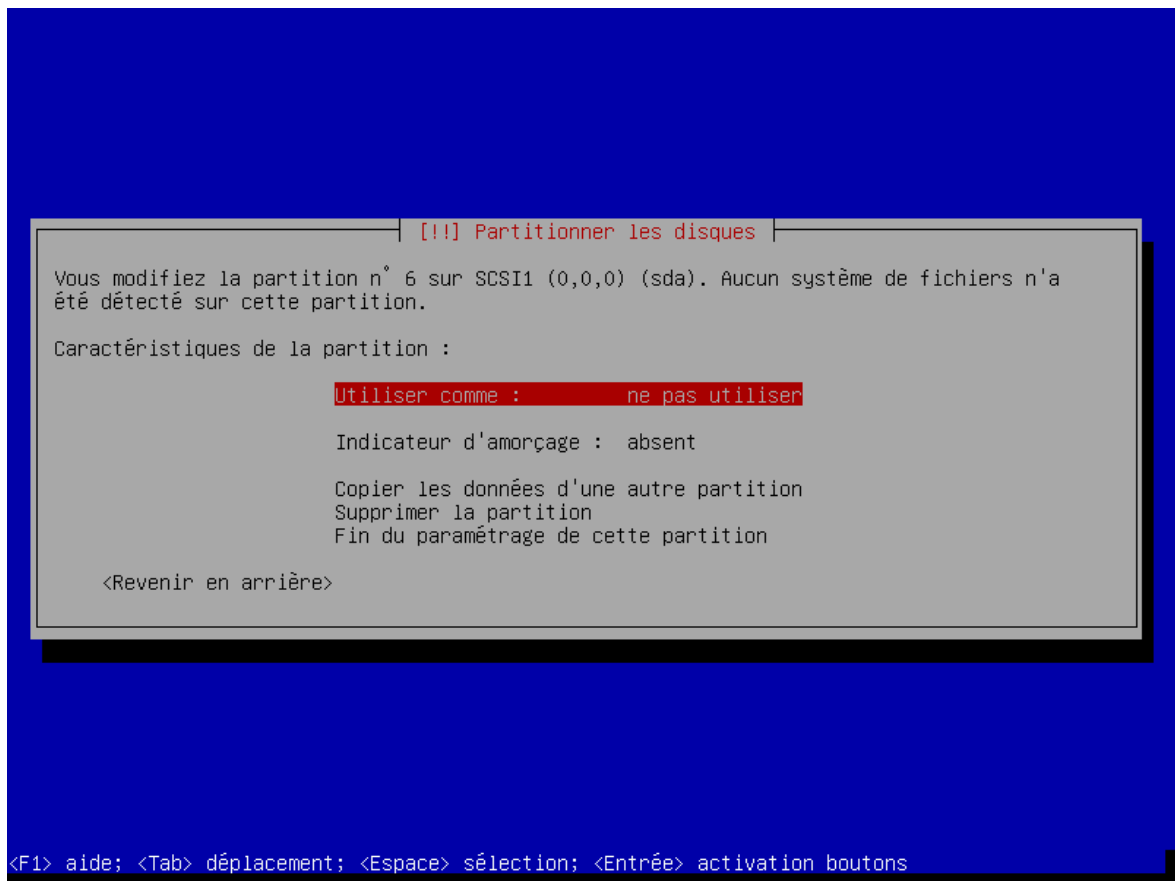 [!!] Partitionner les disques
Vous modifiez la partition n° 6 sur SCSI1 (0,0,0) (sda). Aucun système de fichiers n'a
été détecté sur cette partition.
Caractéristiques de la partition :
Utiliser comme : ne pas utiliser
Indicateur d'amorçage : absent
Copier les données d'une autre partition
Supprimer la partition
Fin du paramétrage de cette partition
<Revenir en arrière>
<F1> aide; <Tab> déplacement; <Espace> sélection; <Entrée> activation boutons